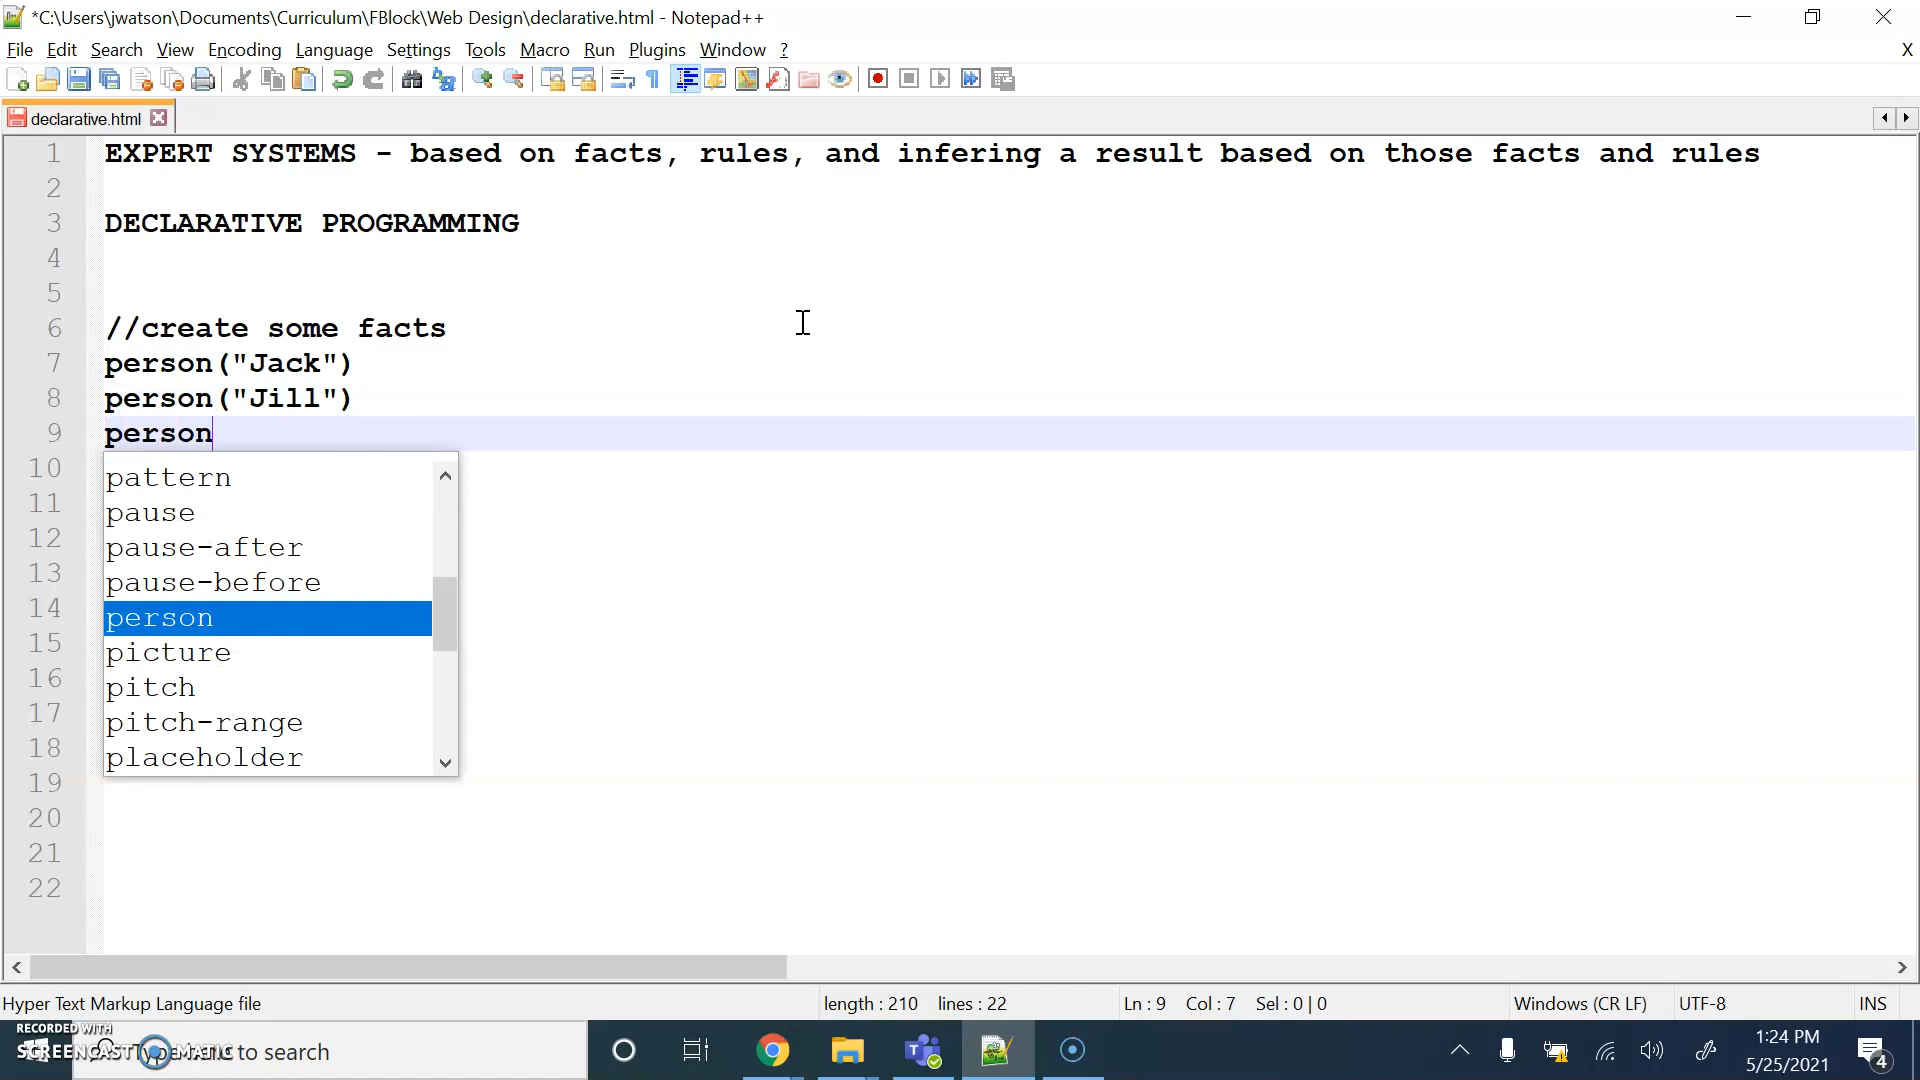 *C:\Users\jwatson\Documents\Curriculum\FBlock\Web Design\declarative.html - Notepad++
File Edit Search View Encoding Language Settings Tools Macro Run Plugins Window ? X
declarative.html
1 EXPERT SYSTEMS - based on facts, rules, and infering a result based on those facts and rules
2
3 DECLARATIVE PROGRAMMING
4
5
6 //create some facts
7 person("Jack")
8 person("Jill")
9 person
10 pattern
11 pause
12 pause-after
13 pause-before
14 person
15 picture
16 pitch
17 pitch-range
18 placeholder
19
20
21
22
Hyper Text Markup Language file length : 210 lines : 22 Ln : 9 Col : 7 Sel : 0 | 0 Windows (CR LF) UTF-8 INS
RECORDED WITH
SCREENCAST MATIC
to search
1:24 PM
5/25/2021
4